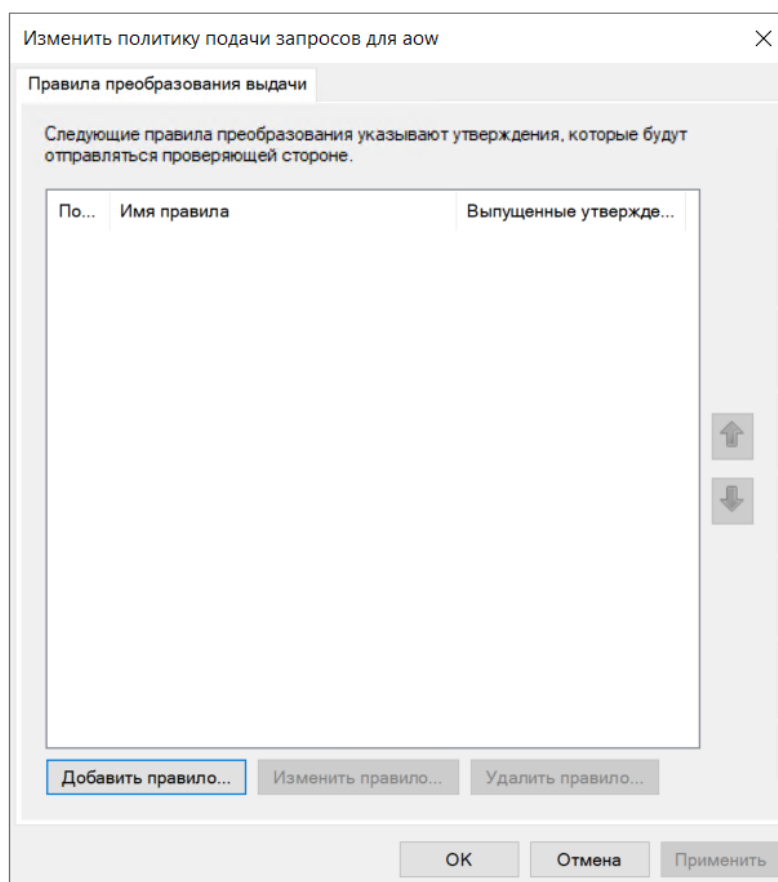 Изменить политику подачи запросов для aow
Правила преобразования выдачи
Следующие правила преобразования указывают утверждения, которые будут
отправляться проверяющей стороне.
По... Имя правила Выпущенные утвержде...
Добавить правило... Изменить правило... Удалить правило...
OK Отмена Применить